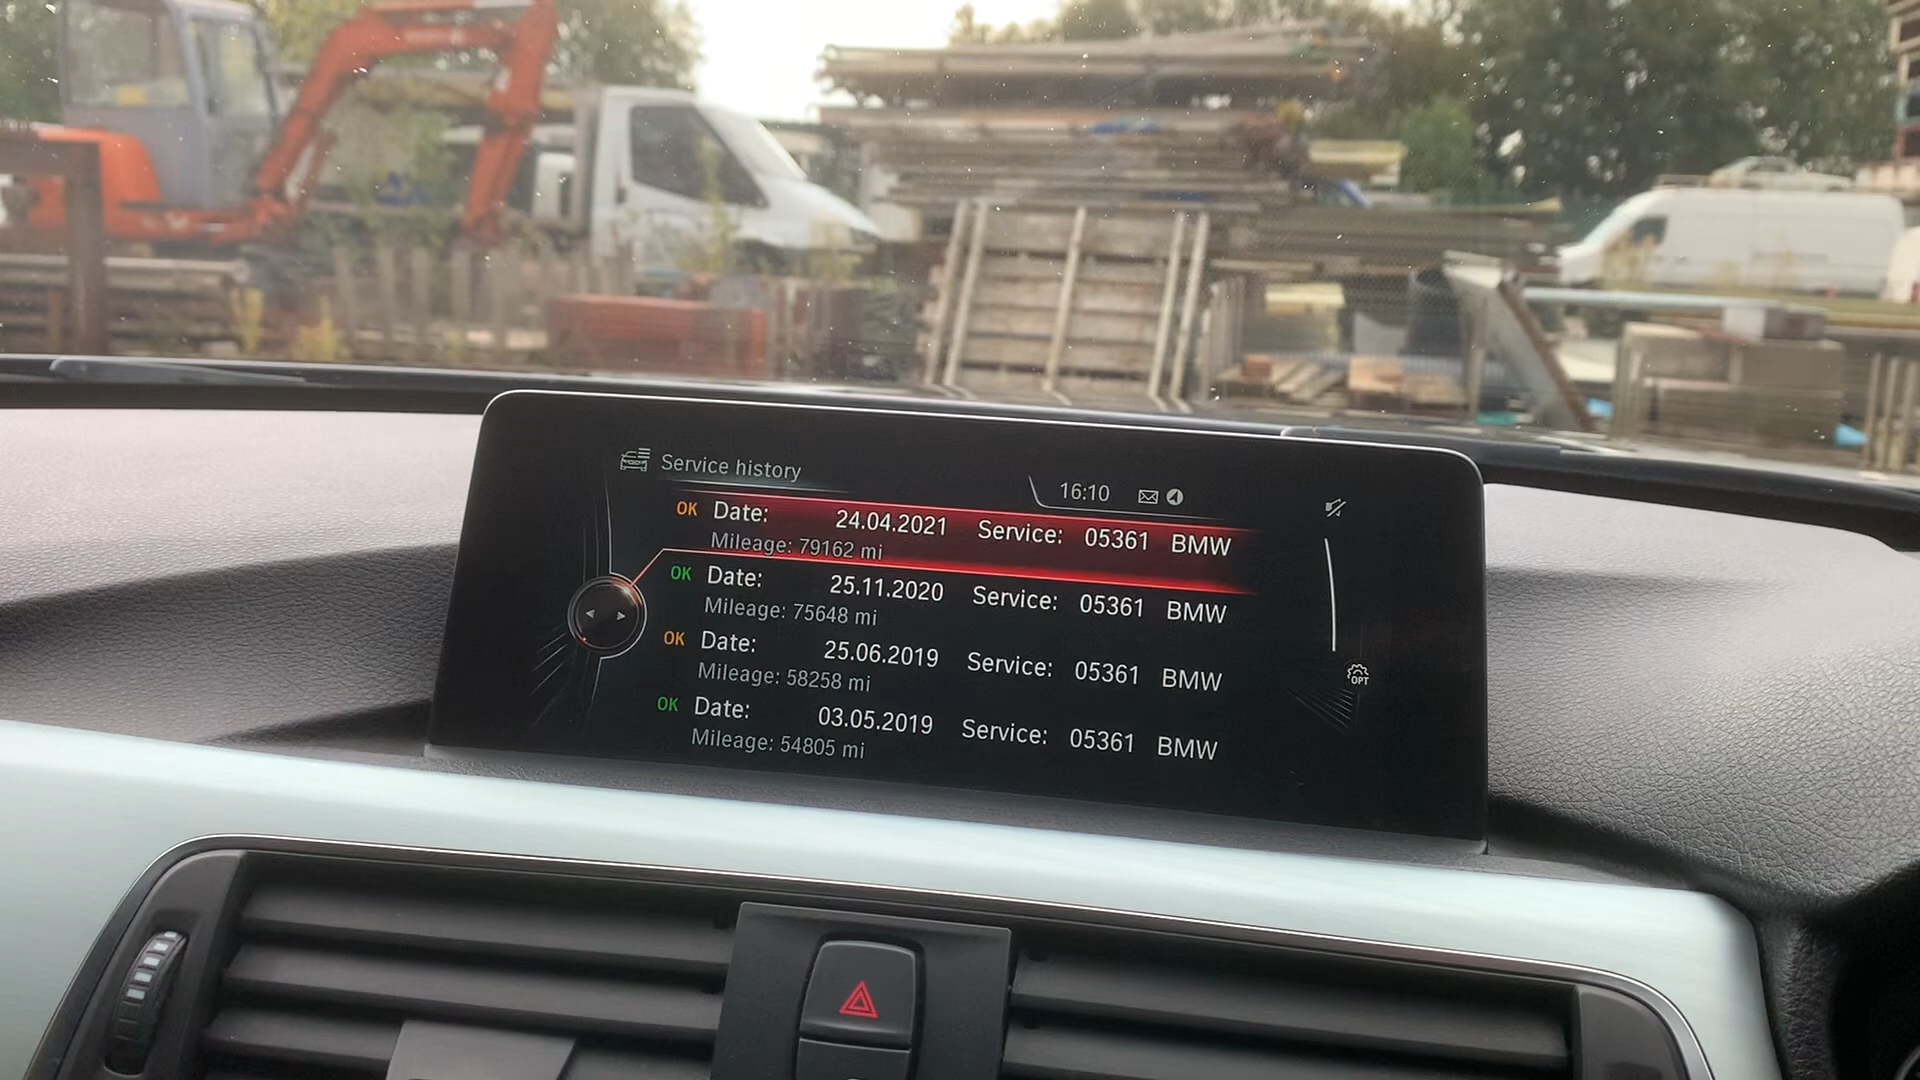 Service history
16:10
OK Date: 24.04.2021 Service: 05361 BMW
Mileage: 79162 mi
OK Date: 25.11.2020 Service: 05361 BMW
Mileage: 75648 mi
OK Date: 25.06.2019 Service: 05361 BMW
Mileage: 58258 mi
OPT
OK Date: 03.05.2019 Service: 05361 BMW
Mileage: 54805 mi